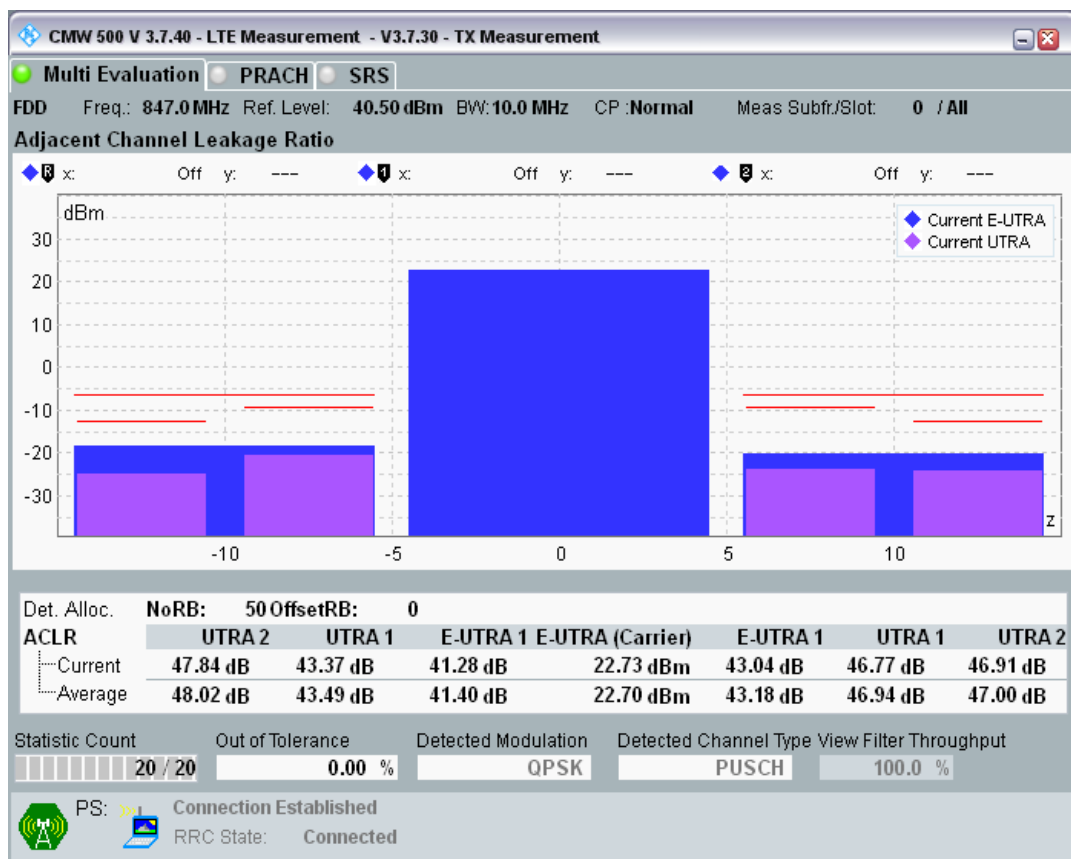 CMW 500 V 3.7.40 - LTE Measurement - V3.7.30 - TX Measurement
Multi Evaluation PRACH SRS
FDD Freq.: 847.0 MHz Ref. Level: 40.50 dBm BW: 10.0 MHz CP :Normal Meas Subfr./Slot: 0 / All
Adjacent Channel Leakage Ratio
R x: Off y: --- 1 x: Off y: --- 2 x: Off y: ---
dBm
Current E-UTRA
Current UTRA
30
20
10
0
-10
-20
-30
z
-10 -5 0 5 10
Det. Alloc. NoRB: 50 OffsetRB: 0
ACLR UTRA 2 UTRA 1 E-UTRA 1 E-UTRA (Carrier) E-UTRA 1 UTRA 1 UTRA 2
Current 47.84 dB 43.37 dB 41.28 dB 22.73 dBm 43.04 dB 46.77 dB 46.91 dB
Average 48.02 dB 43.49 dB 41.40 dB 22.70 dBm 43.18 dB 46.94 dB 47.00 dB
Statistic Count Out of Tolerance Detected Modulation Detected Channel Type View Filter Throughput
20 / 20 0.00 % QPSK PUSCH 100.0 %
PS: Connection Established
RRC State: Connected